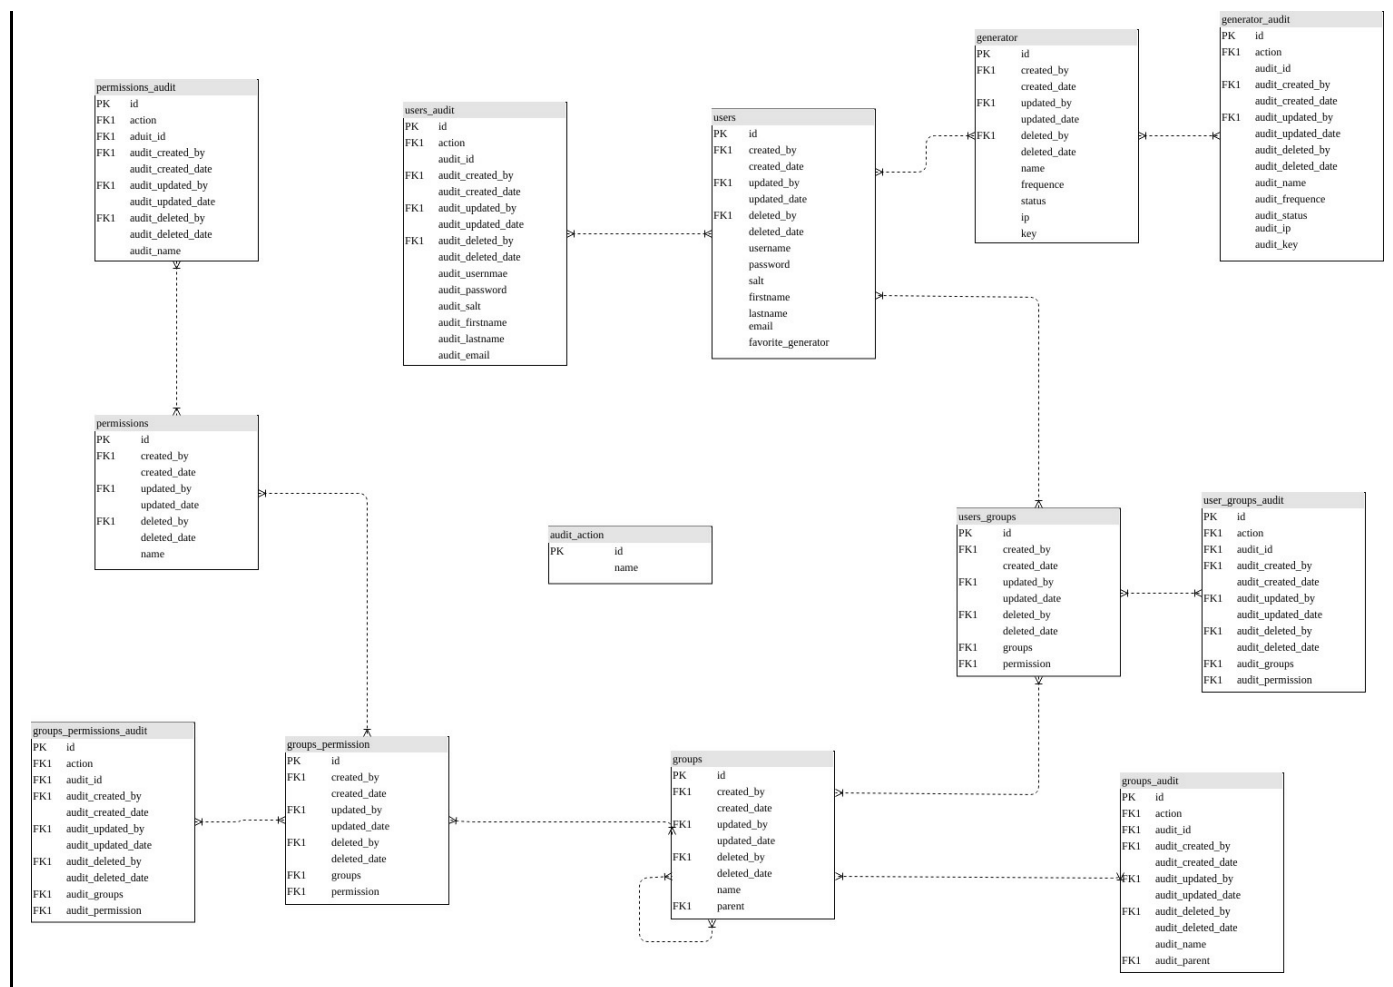 generator_audit
PK id
FK1 action
audit_id
FK1 audit_created_by
audit_created_date
FK1 audit_updated_by
audit_updated_date
audit_deleted_by
audit_deleted_date
audit_name
audit_frequence
audit_status
audit_ip
audit_key
generator
PK id
FK1 created_by
created_date
FK1 updated_by
updated_date
FK1 deleted_by
deleted_date
name
frequence
status
ip
key
permissions_audit
PK id
FK1 action
FK1 aduit_id
FK1 audit_created_by
audit_created_date
FK1 audit_updated_by
audit_updated_date
FK1 audit_deleted_by
audit_deleted_date
audit_name
users_audit
PK id
FK1 action
audit_id
FK1 audit_created_by
audit_created_date
FK1 audit_updated_by
audit_updated_date
FK1 audit_deleted_by
audit_deleted_date
audit_usernmae
audit_password
audit_salt
audit_firstname
audit_lastname
audit_email
users
PK id
FK1 created_by
created_date
FK1 updated_by
updated_date
FK1 deleted_by
deleted_date
username
password
salt
firstname
lastname
email
favorite_generator
permissions
PK id
FK1 created_by
created_date
FK1 updated_by
updated_date
FK1 deleted_by
deleted_date
name
audit_action
PK id
name
users_groups
PK id
FK1 created_by
created_date
FK1 updated_by
updated_date
FK1 deleted_by
deleted_date
FK1 groups
FK1 permission
user_groups_audit
PK id
FK1 action
FK1 audit_id
FK1 audit_created_by
audit_created_date
FK1 audit_updated_by
audit_updated_date
FK1 audit_deleted_by
audit_deleted_date
FK1 audit_groups
FK1 audit_permission
groups_permissions_audit
PK id
FK1 action
FK1 audit_id
FK1 audit_created_by
audit_created_date
FK1 audit_updated_by
audit_updated_date
FK1 audit_deleted_by
audit_deleted_date
FK1 audit_groups
FK1 audit_permission
groups_permission
PK id
FK1 created_by
created_date
FK1 updated_by
updated_date
FK1 deleted_by
deleted_date
FK1 groups
FK1 permission
groups
PK id
FK1 created_by
created_date
FK1 updated_by
updated_date
FK1 deleted_by
deleted_date
name
FK1 parent
groups_audit
PK id
FK1 action
FK1 audit_id
FK1 audit_created_by
audit_created_date
FK1 audit_updated_by
audit_updated_date
FK1 audit_deleted_by
audit_deleted_date
audit_name
FK1 audit_parent